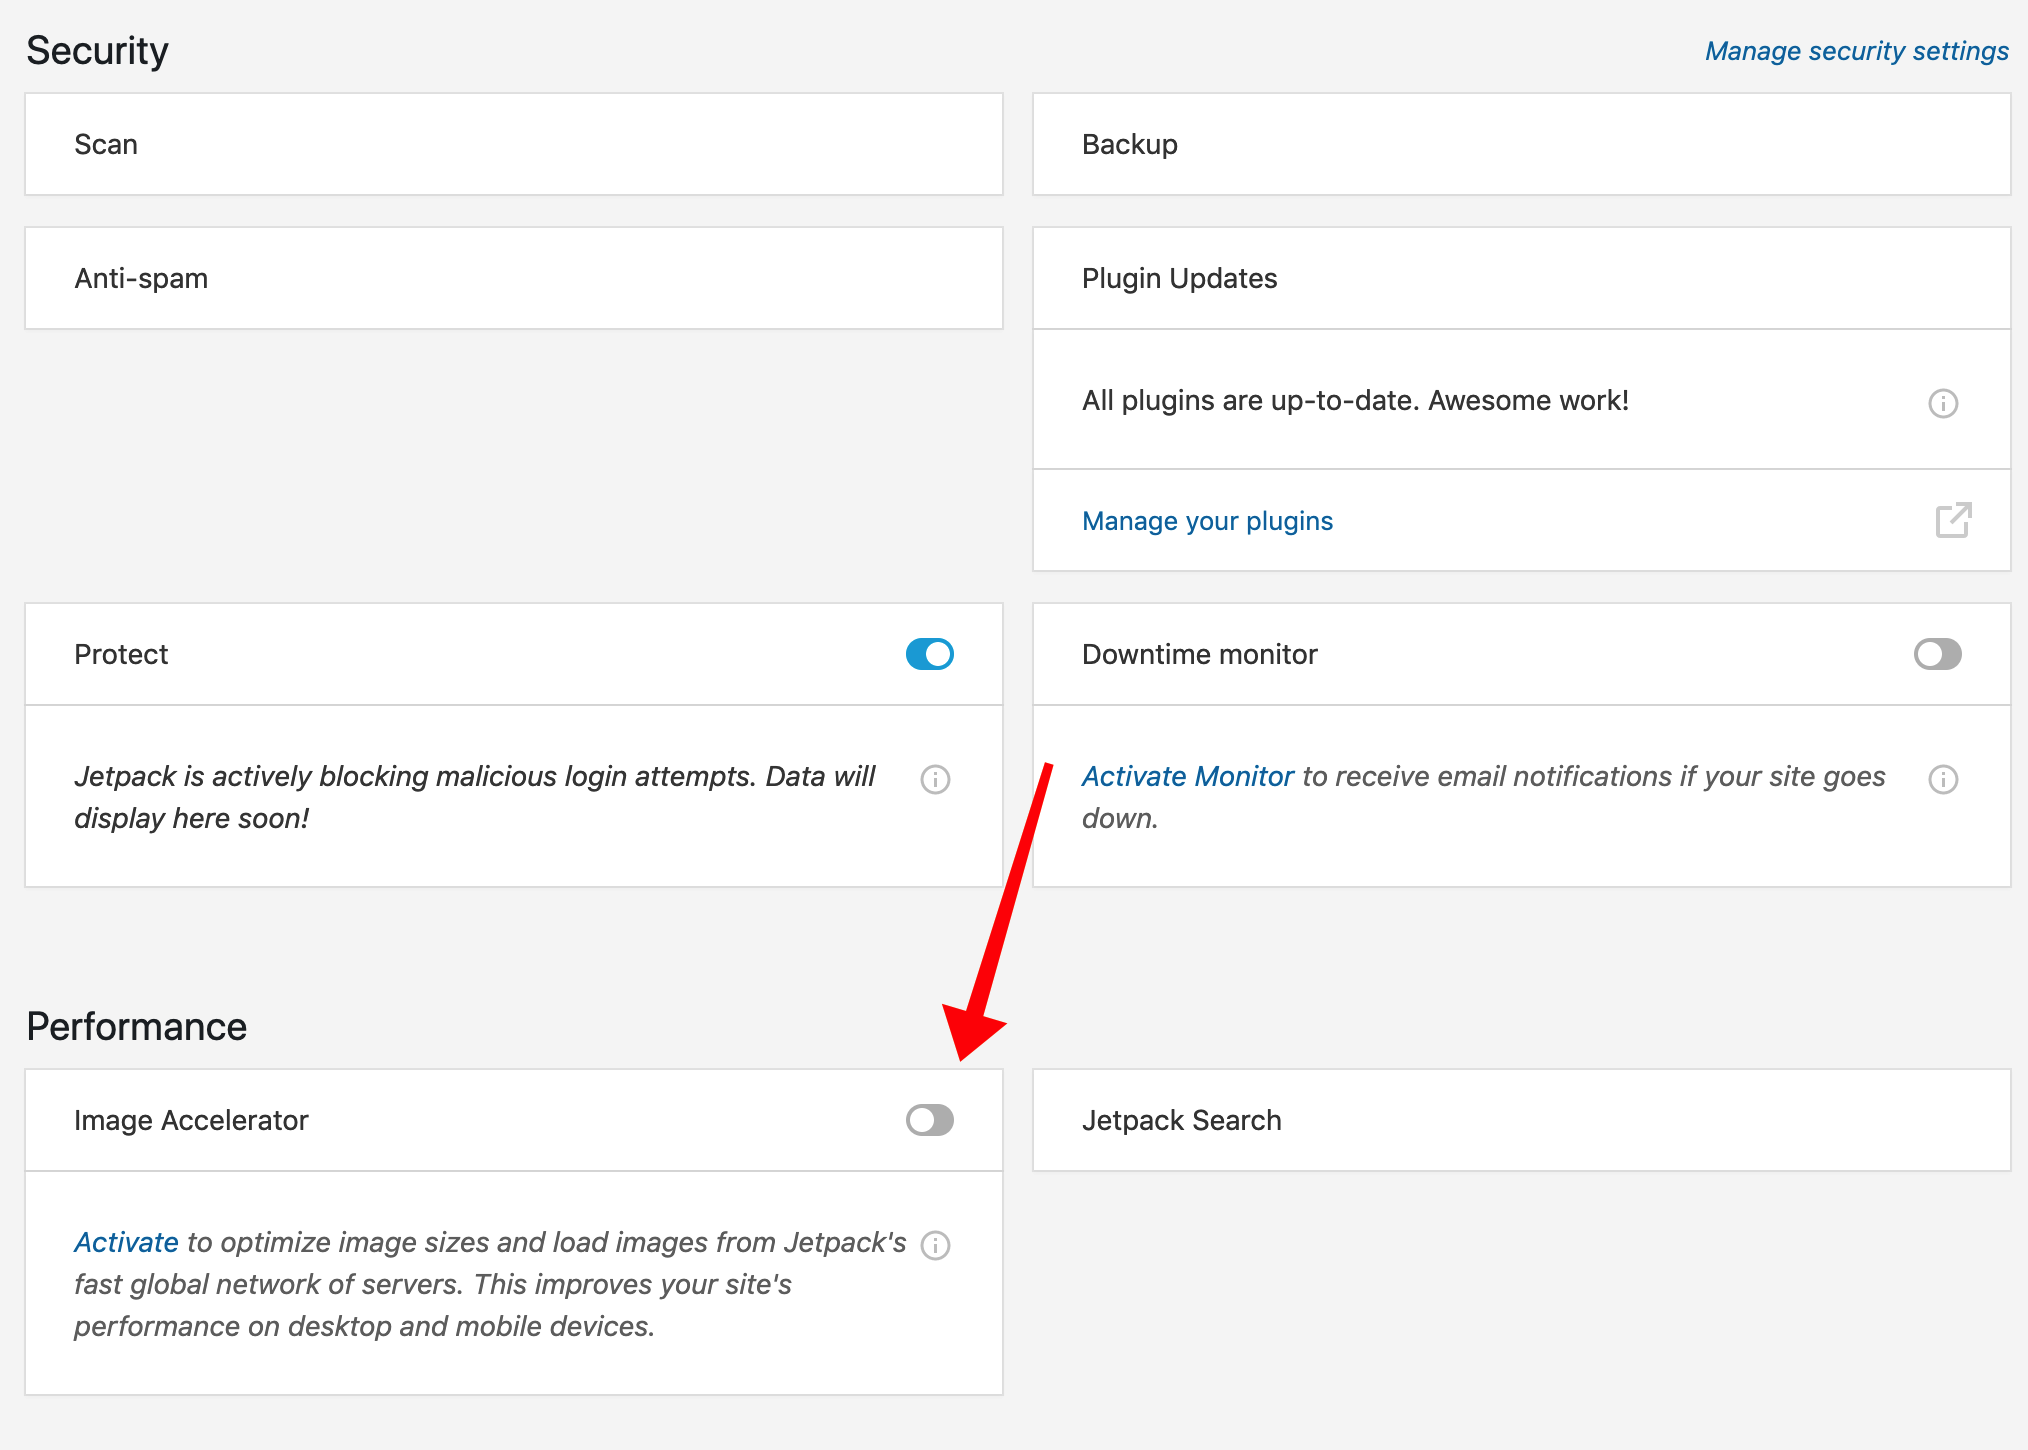 Security
Manage security settings
Scan
Backup
Anti-spam
Plugin Updates
All plugins are up-to-date. Awesome work!
Manage your plugins
Protect
Downtime monitor
Jetpack is actively blocking malicious login attempts. Data will
display here soon!
Activate Monitor to receive email notifications if your site goes
down.
Performance
Image Accelerator
Jetpack Search
Activate to optimize image sizes and load images from Jetpack's
fast global network of servers. This improves your site's
performance on desktop and mobile devices.